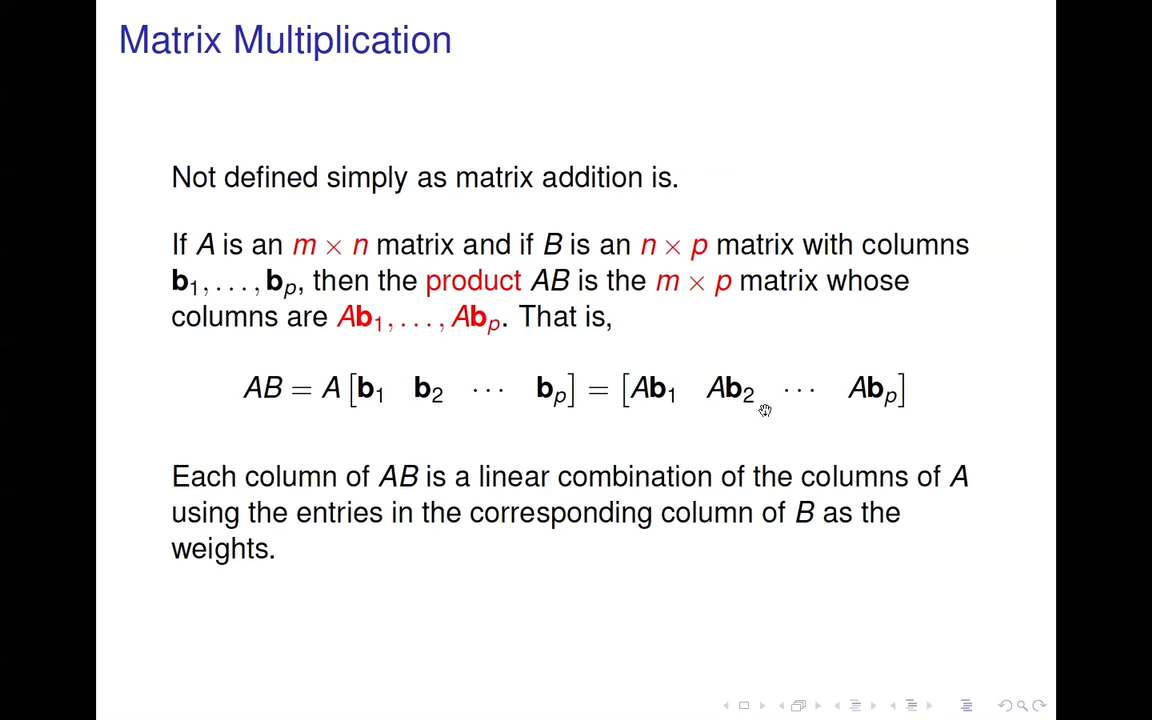 Matrix Multiplication
Not defined simply as matrix addition is.
If A is an m × n matrix and if B is an n × p matrix with columns
b₁, . . . , bₚ, then the product AB is the m × p matrix whose
columns are Ab₁, . . . , Abₚ. That is,
AB = A [b₁ b₂ ··· bₚ] = [Ab₁ Ab₂ ··· Abₚ]
Each column of AB is a linear combination of the columns of A
using the entries in the corresponding column of B as the
weights.